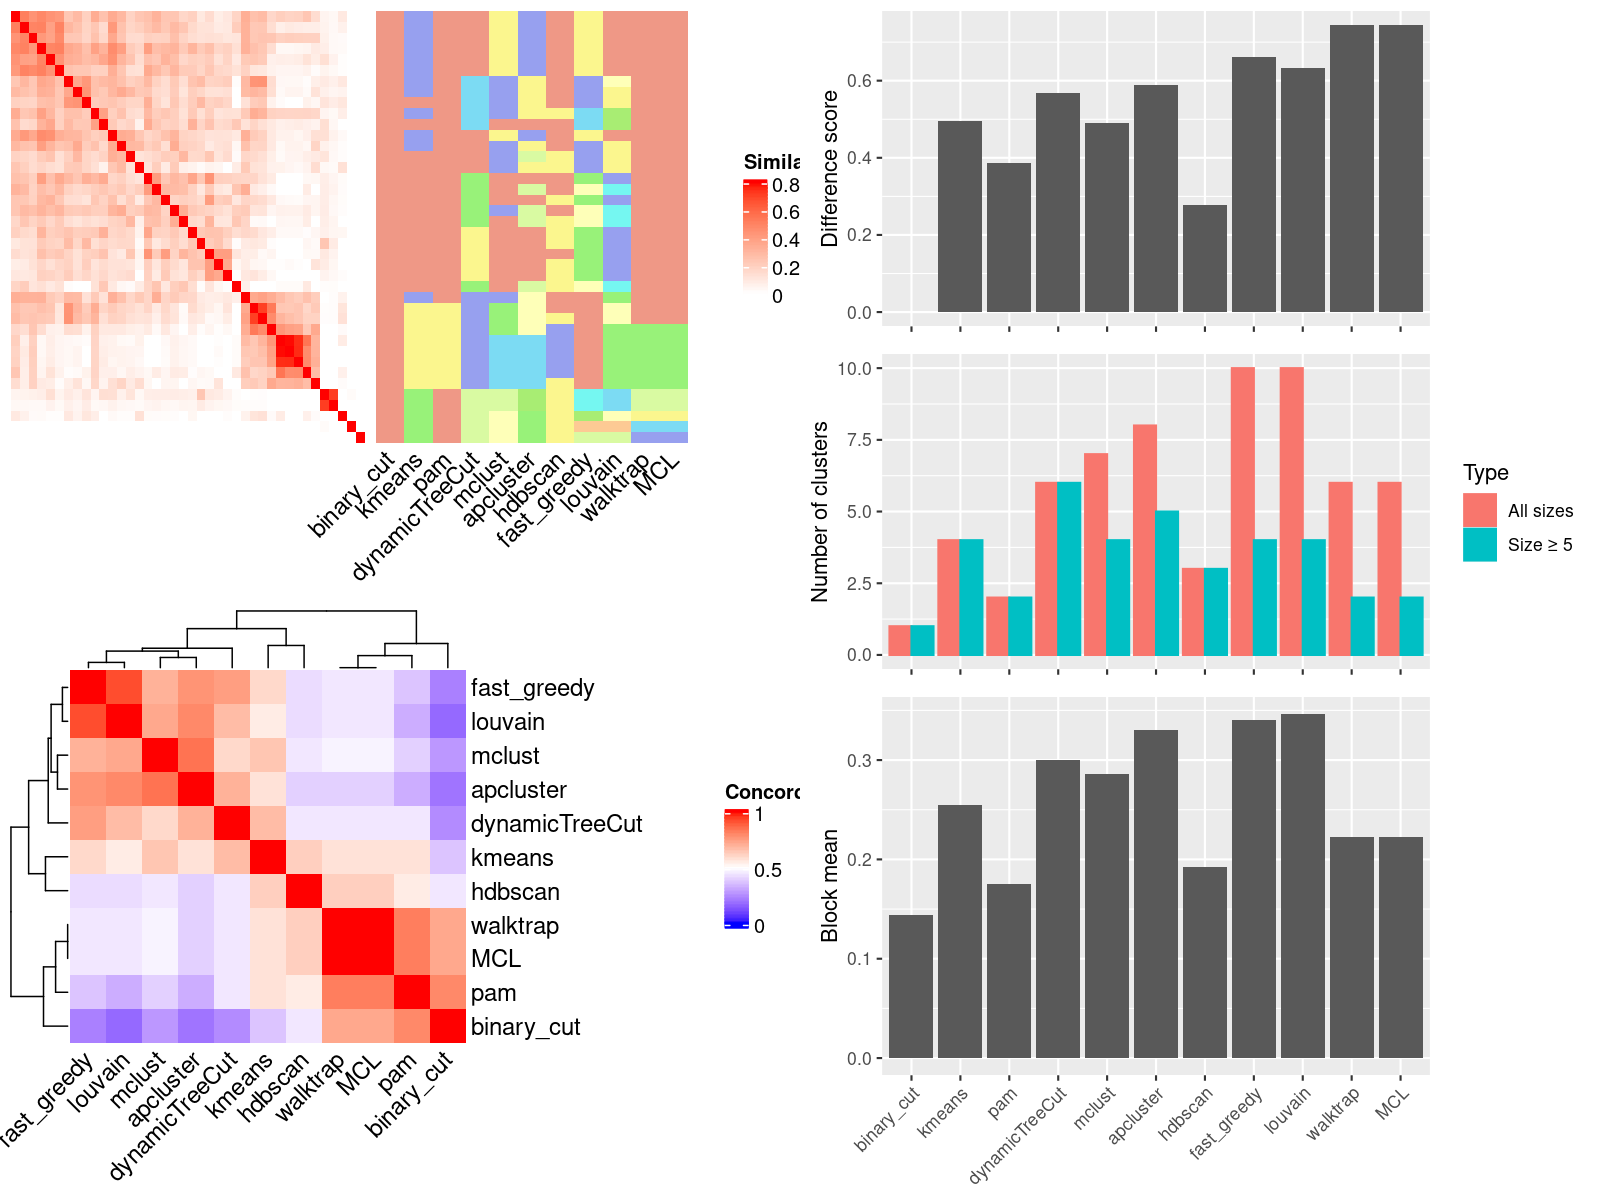 Simila
0.8
0.6
0.4
0.2
0
binary_cut
kmeans
pam
dynamicTreeCut
mclust
apcluster
hdbscan
fast_greedy
louvain
walktrap
MCL
Difference score
0.6
0.4
0.2
0.0
Number of clusters
10.0
7.5
5.0
2.5
0.0
Type
All sizes
Size ≥ 5
fast_greedy
louvain
mclust
apcluster
dynamicTreeCut
kmeans
hdbscan
walktrap
MCL
pam
binary_cut
fast_greedy
louvain
mclust
apcluster
dynamicTreeCut
kmeans
hdbscan
walktrap
MCL
pam
binary_cut
Concord
1
0.5
0
Block mean
0.3
0.2
0.1
0.0
binary_cut
kmeans
pam
dynamicTreeCut
mclust
apcluster
hdbscan
fast_greedy
louvain
walktrap
MCL